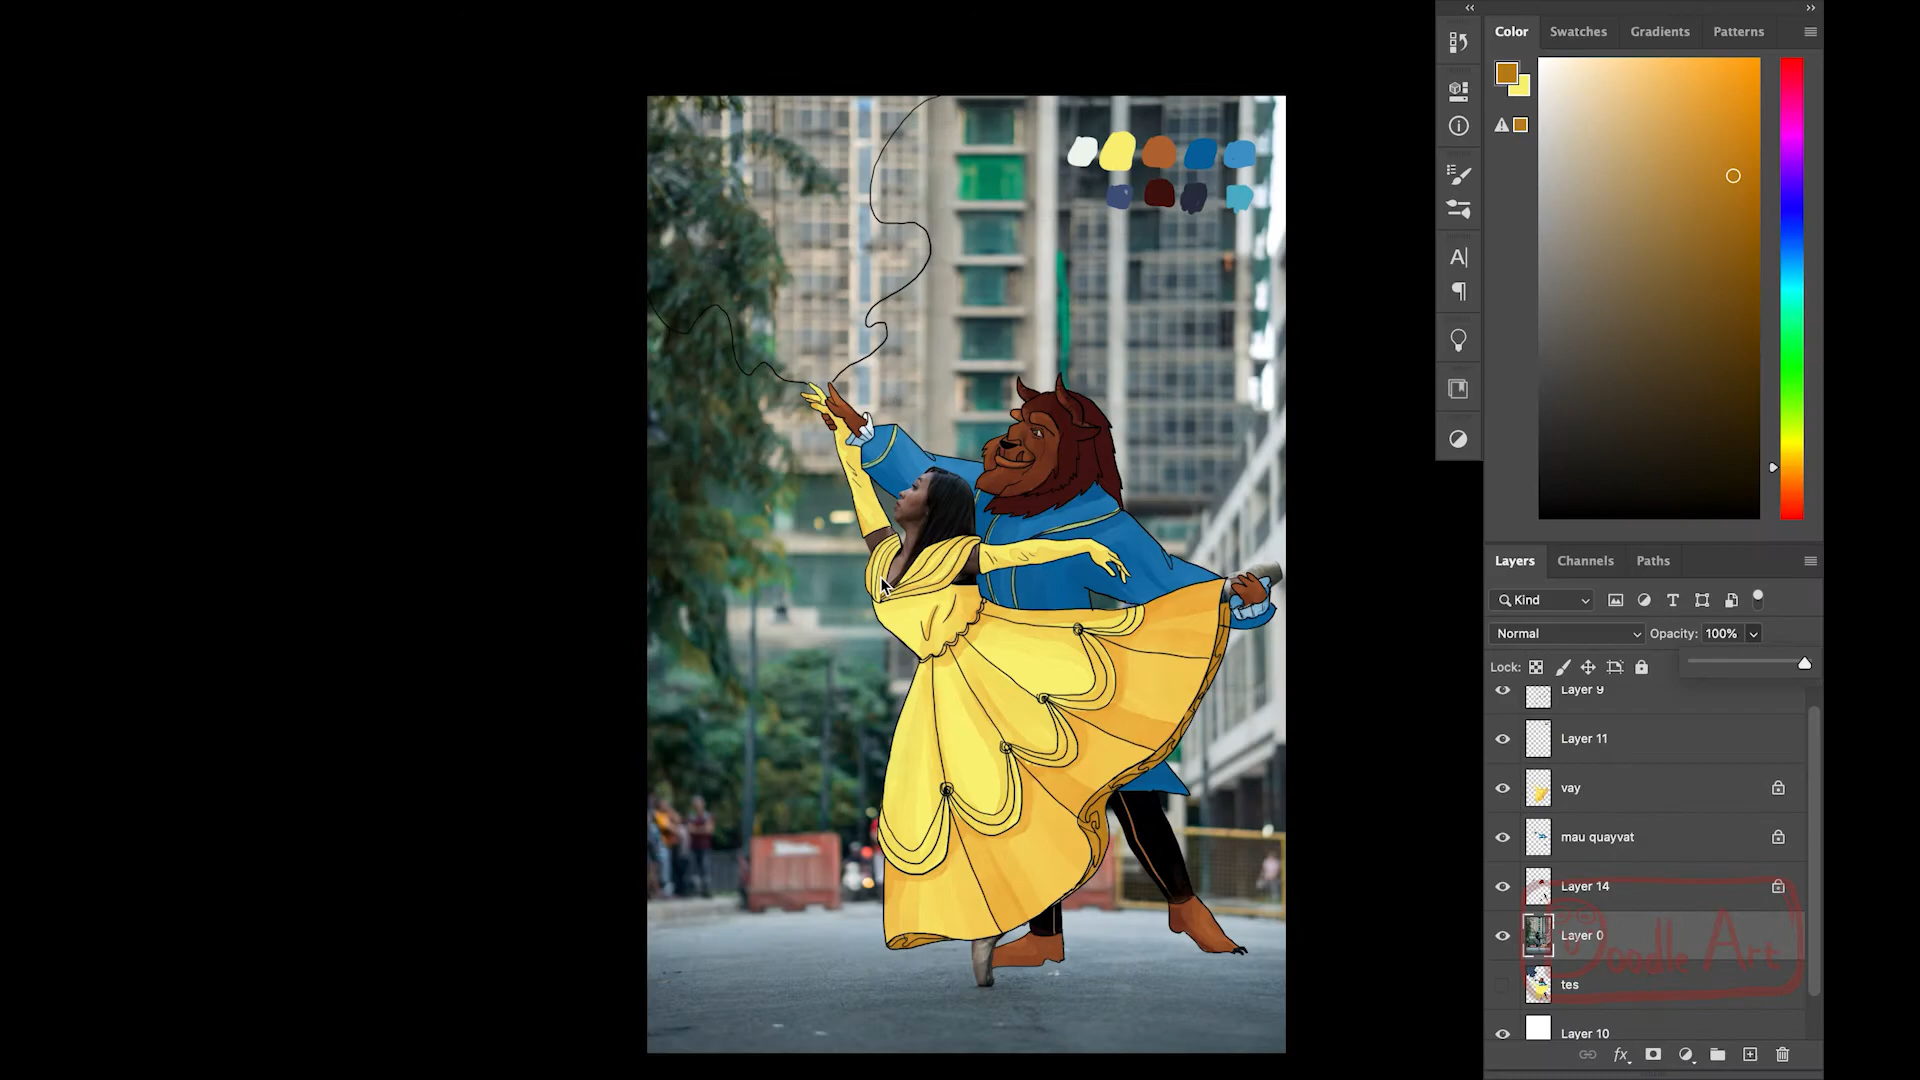 Color Swatches Gradients Patterns
Layers Channels Paths
Kind
Normal Opacity: 100%
Lock:
Layer 9
Layer 11
vay
mau quayvat
Layer 14
Layer 0
Doodle Art
tes
Layer 10
fx